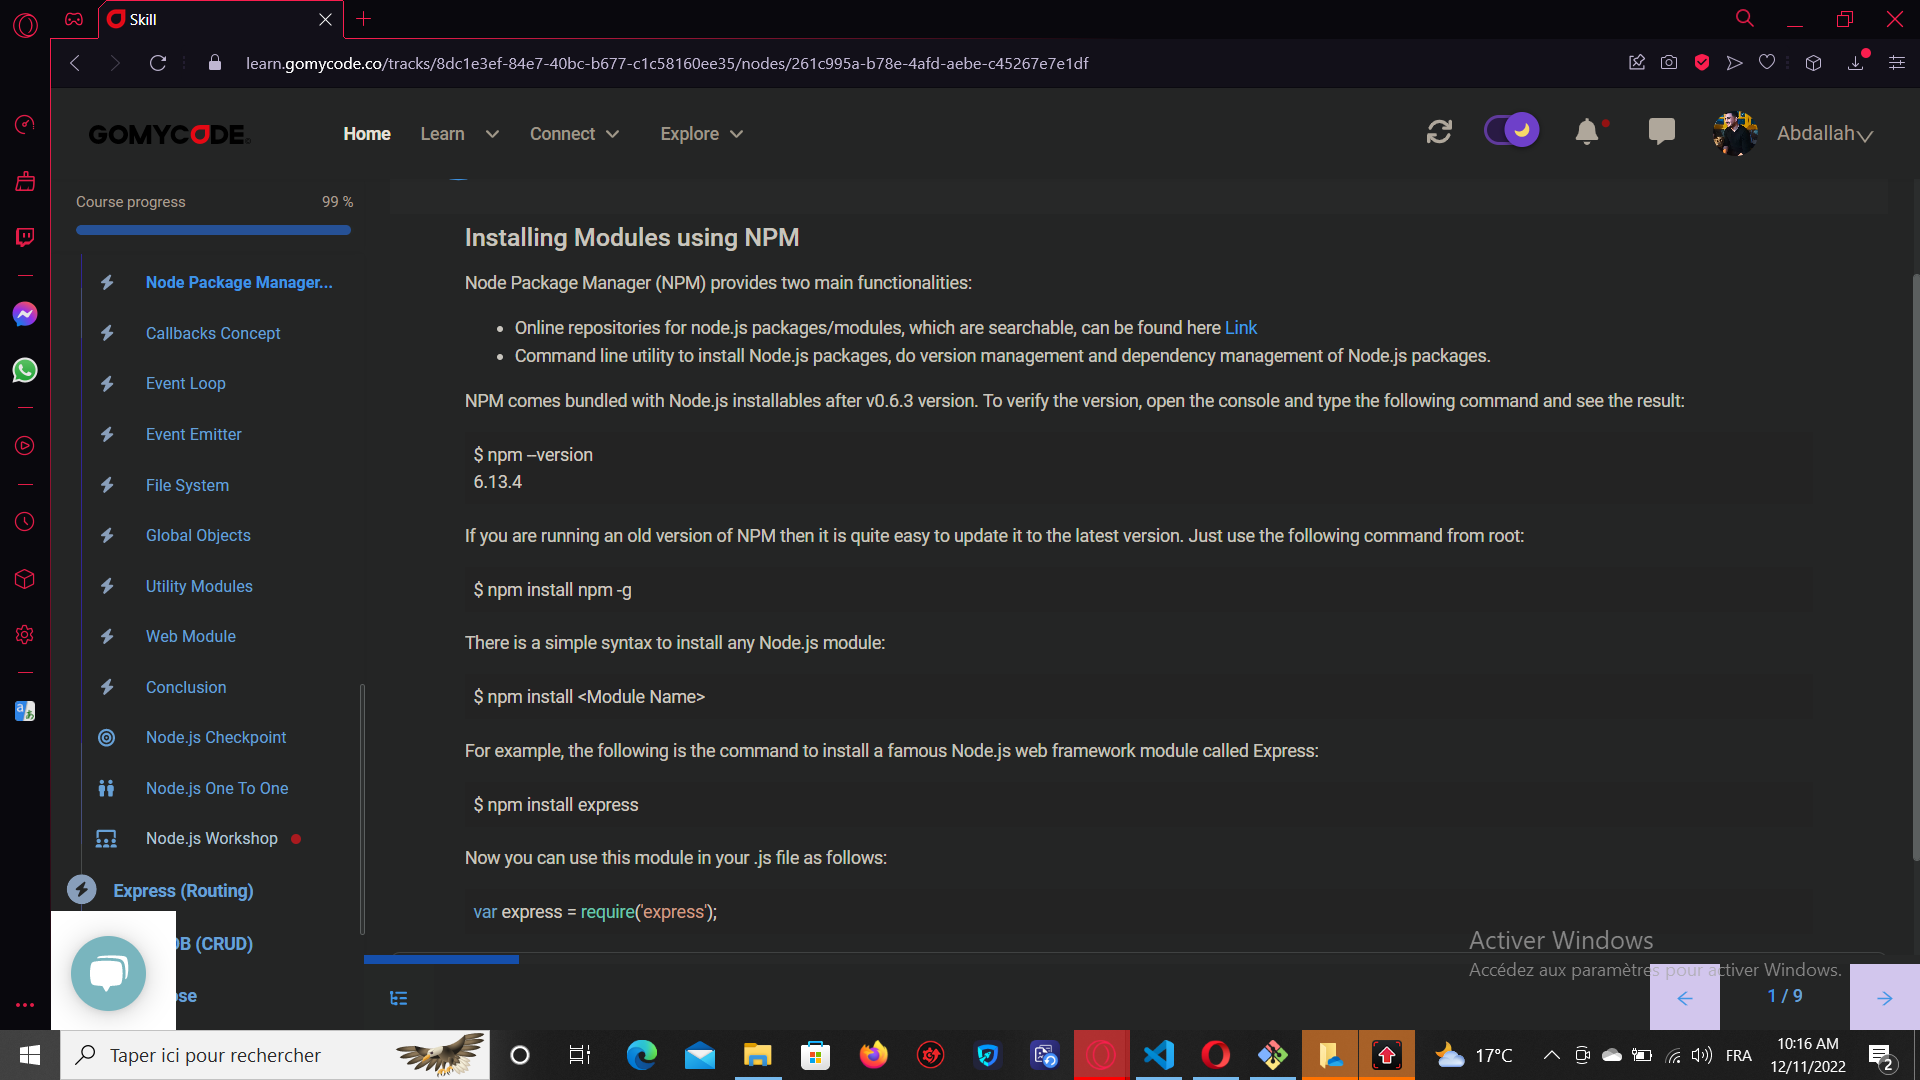 Skill
learn.gomycode.co/tracks/8dc1e3ef-84e7-40bc-b677-c1c58160ee35/nodes/261c995a-b78e-4afd-aebe-c45267e7e1df
GOMYCODE
Home
Learn
Connect
Explore
Abdallah
Course progress
99 %
Node Package Manager...
Callbacks Concept
Event Loop
Event Emitter
File System
Global Objects
Utility Modules
Web Module
Conclusion
Node.js Checkpoint
Node.js One To One
Node.js Workshop
Express (Routing)
DB (CRUD)
ose
Installing Modules using NPM
Node Package Manager (NPM) provides two main functionalities:
• Online repositories for node.js packages/modules, which are searchable, can be found here Link
• Command line utility to install Node.js packages, do version management and dependency management of Node.js packages.
NPM comes bundled with Node.js installables after v0.6.3 version. To verify the version, open the console and type the following command and see the result:
$ npm –version
6.13.4
If you are running an old version of NPM then it is quite easy to update it to the latest version. Just use the following command from root:
$ npm install npm -g
There is a simple syntax to install any Node.js module:
$ npm install <Module Name>
For example, the following is the command to install a famous Node.js web framework module called Express:
$ npm install express
Now you can use this module in your .js file as follows:
var express = require('express');
Activer Windows
Accédez aux paramètres pour activer Windows.
1 / 9
Taper ici pour rechercher
17°C
FRA
10:16 AM
12/11/2022
2